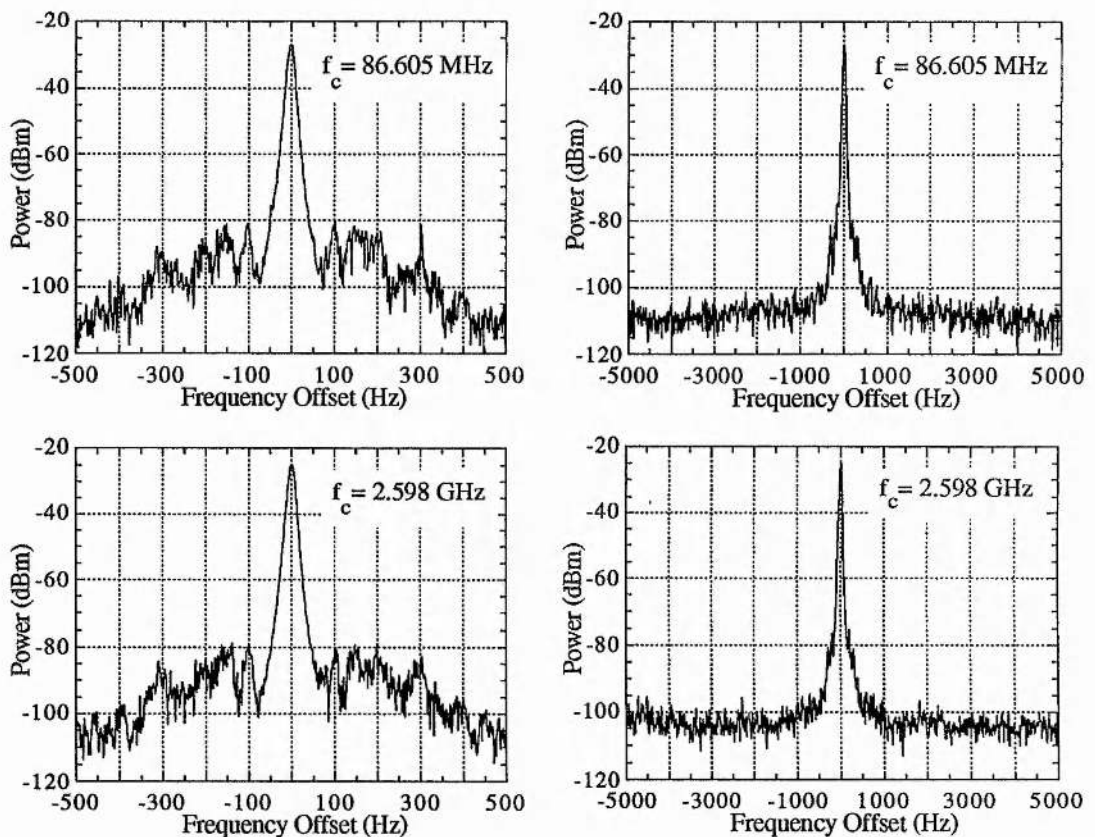 -20
-40
-60
-80
-100
-120
Power (dBm)
f_c = 86.605 MHz
-500 -300 -100 100 300 500
Frequency Offset (Hz)
-20
-40
-60
-80
-100
-120
Power (dBm)
f_c = 86.605 MHz
-5000 -3000 -1000 1000 3000 5000
Frequency Offset (Hz)
-20
-40
-60
-80
-100
-120
Power (dBm)
f_c = 2.598 GHz
-500 -300 -100 100 300 500
Frequency Offset (Hz)
-20
-40
-60
-80
-100
-120
Power (dBm)
f_c = 2.598 GHz
-5000 -3000 -1000 1000 3000 5000
Frequency Offset (Hz)